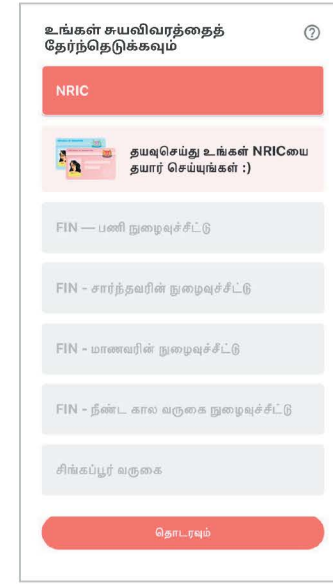 உங்கள் சுயவிவரத்தைத்
தேர்ந்தெடுக்கவும்
NRIC
தயவுசெய்து உங்கள் NRICயை
தயார் செய்யுங்கள் :)
FIN — பணி நுழைவுச்சீட்டு
FIN - சார்ந்தவரின் நுழைவுச்சீட்டு
FIN - மாணவரின் நுழைவுச்சீட்டு
FIN - நீண்ட கால வருகை நுழைவுச்சீட்டு
சிங்கப்பூர் வருகை
தொடரவும்